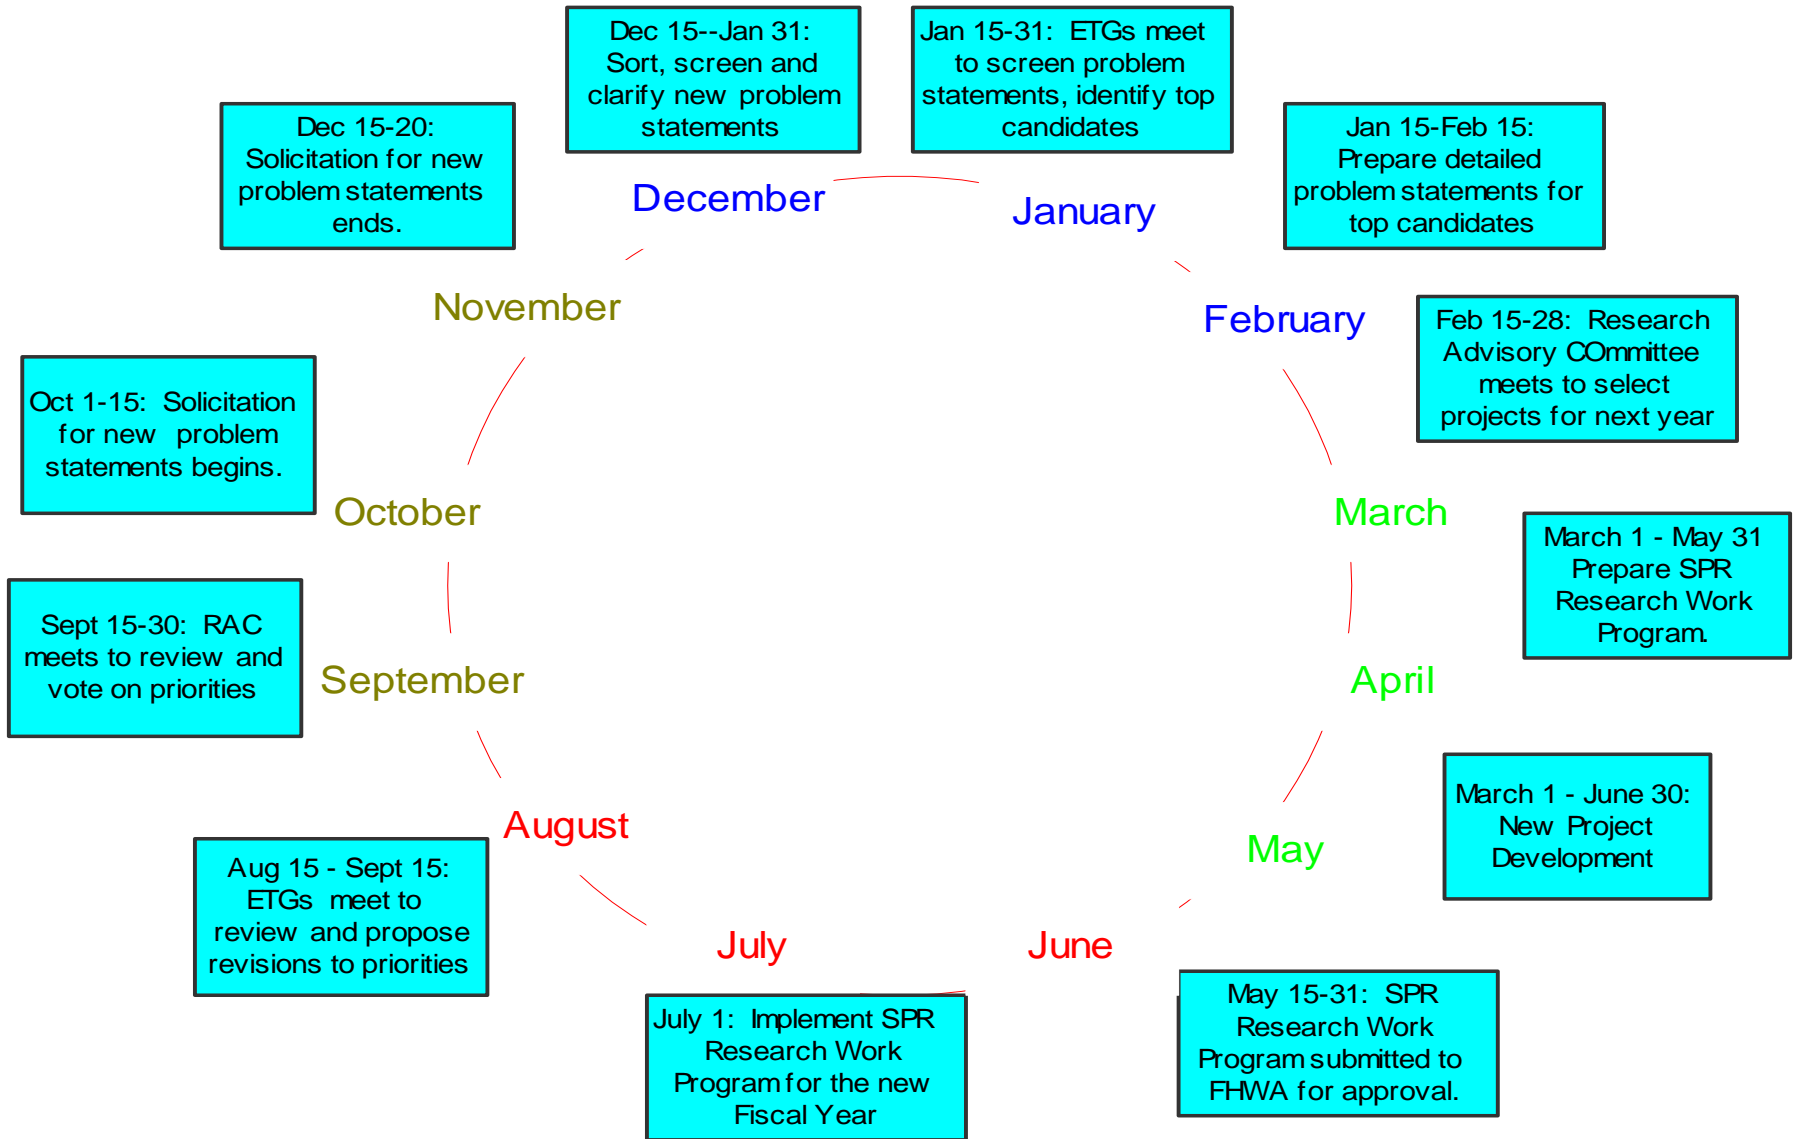 Dec 15--Jan 31:
Sort, screen and
clarify new problem
statements
Jan 15-31: ETGs meet
to screen problem
statements, identify top
candidates
Dec 15-20:
Solicitation for new
problem statements
ends.
Jan 15-Feb 15:
Prepare detailed
problem statements for
top candidates
December
January
November
February
Feb 15-28: Research
Advisory COmmittee
meets to select
projects for next year
Oct 1-15: Solicitation
for new problem
statements begins.
October
March
March 1 - May 31
Prepare SPR
Research Work
Program.
Sept 15-30: RAC
meets to review and
vote on priorities
September
April
March 1 - June 30:
New Project
Development
August
May
Aug 15 - Sept 15:
ETGs meet to
review and propose
revisions to priorities
July
June
May 15-31: SPR
Research Work
Program submitted to
FHWA for approval.
July 1: Implement SPR
Research Work
Program for the new
Fiscal Year